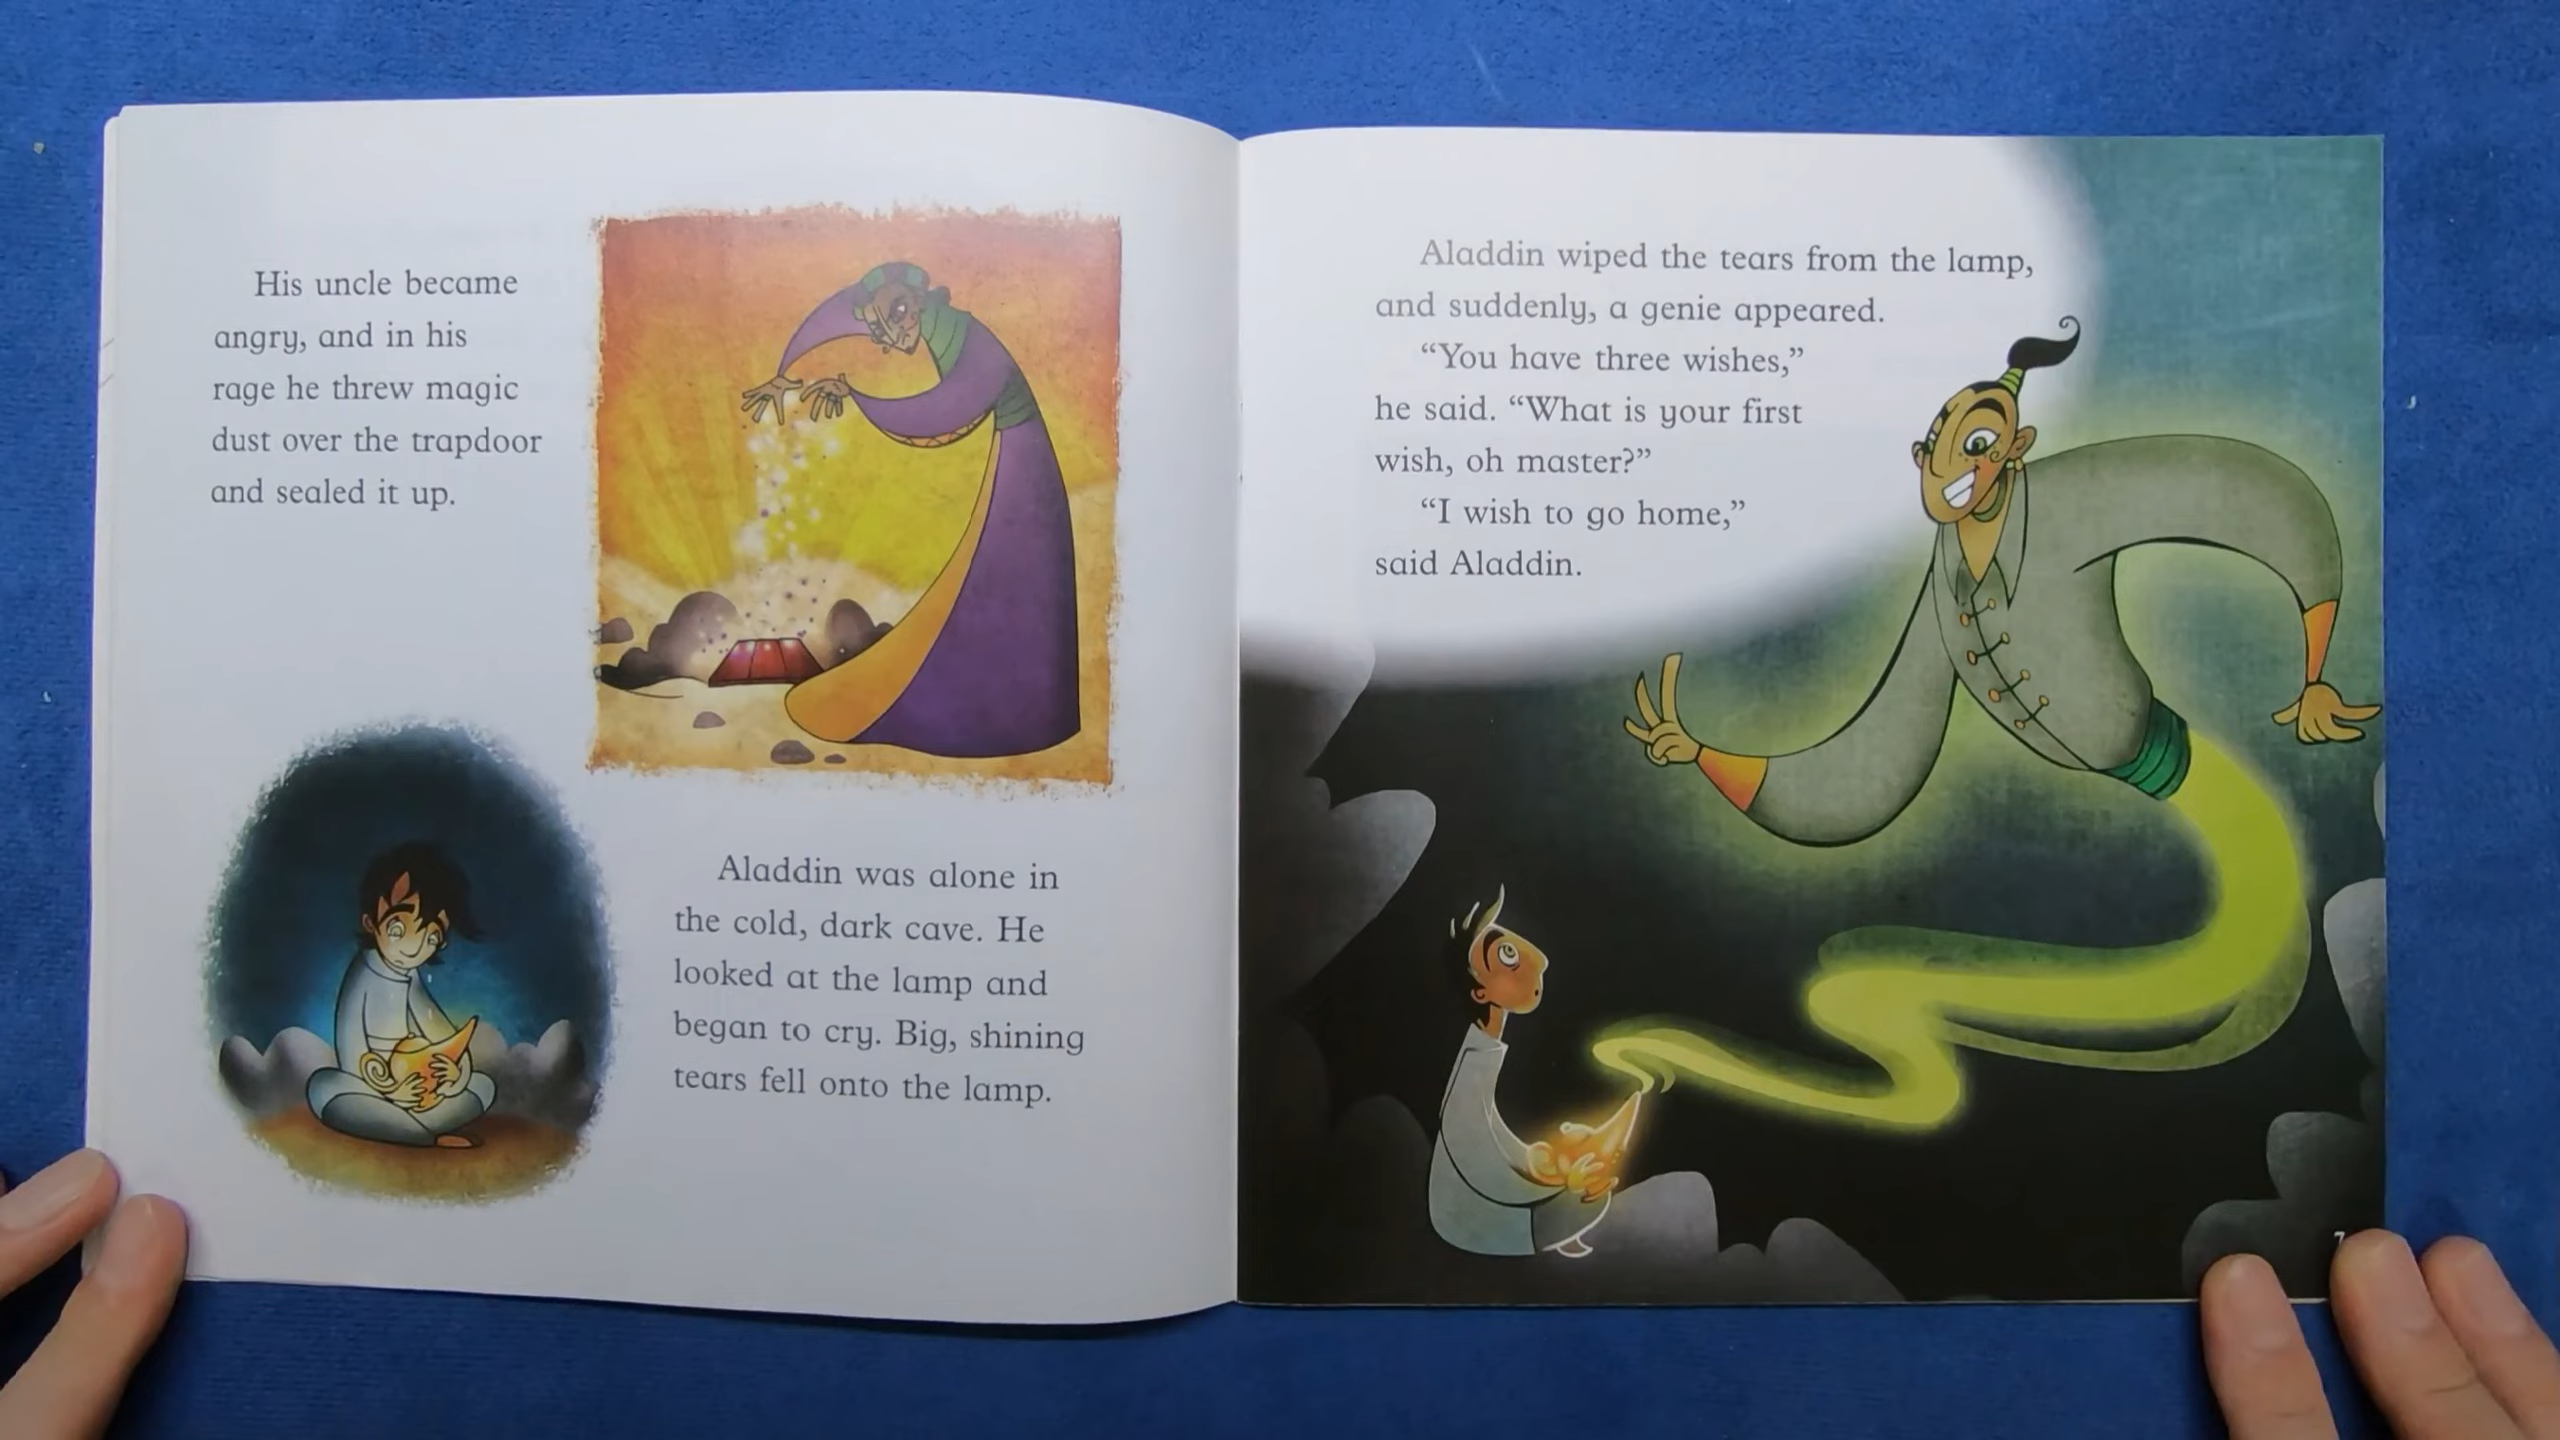 His uncle became
angry, and in his
rage he threw magic
dust over the trapdoor
and sealed it up.
Aladdin was alone in
the cold, dark cave. He
looked at the lamp and
began to cry. Big, shining
tears fell onto the lamp.
Aladdin wiped the tears from the lamp,
and suddenly, a genie appeared.
“You have three wishes,”
he said. “What is your first
wish, oh master?”
“I wish to go home,”
said Aladdin.
7